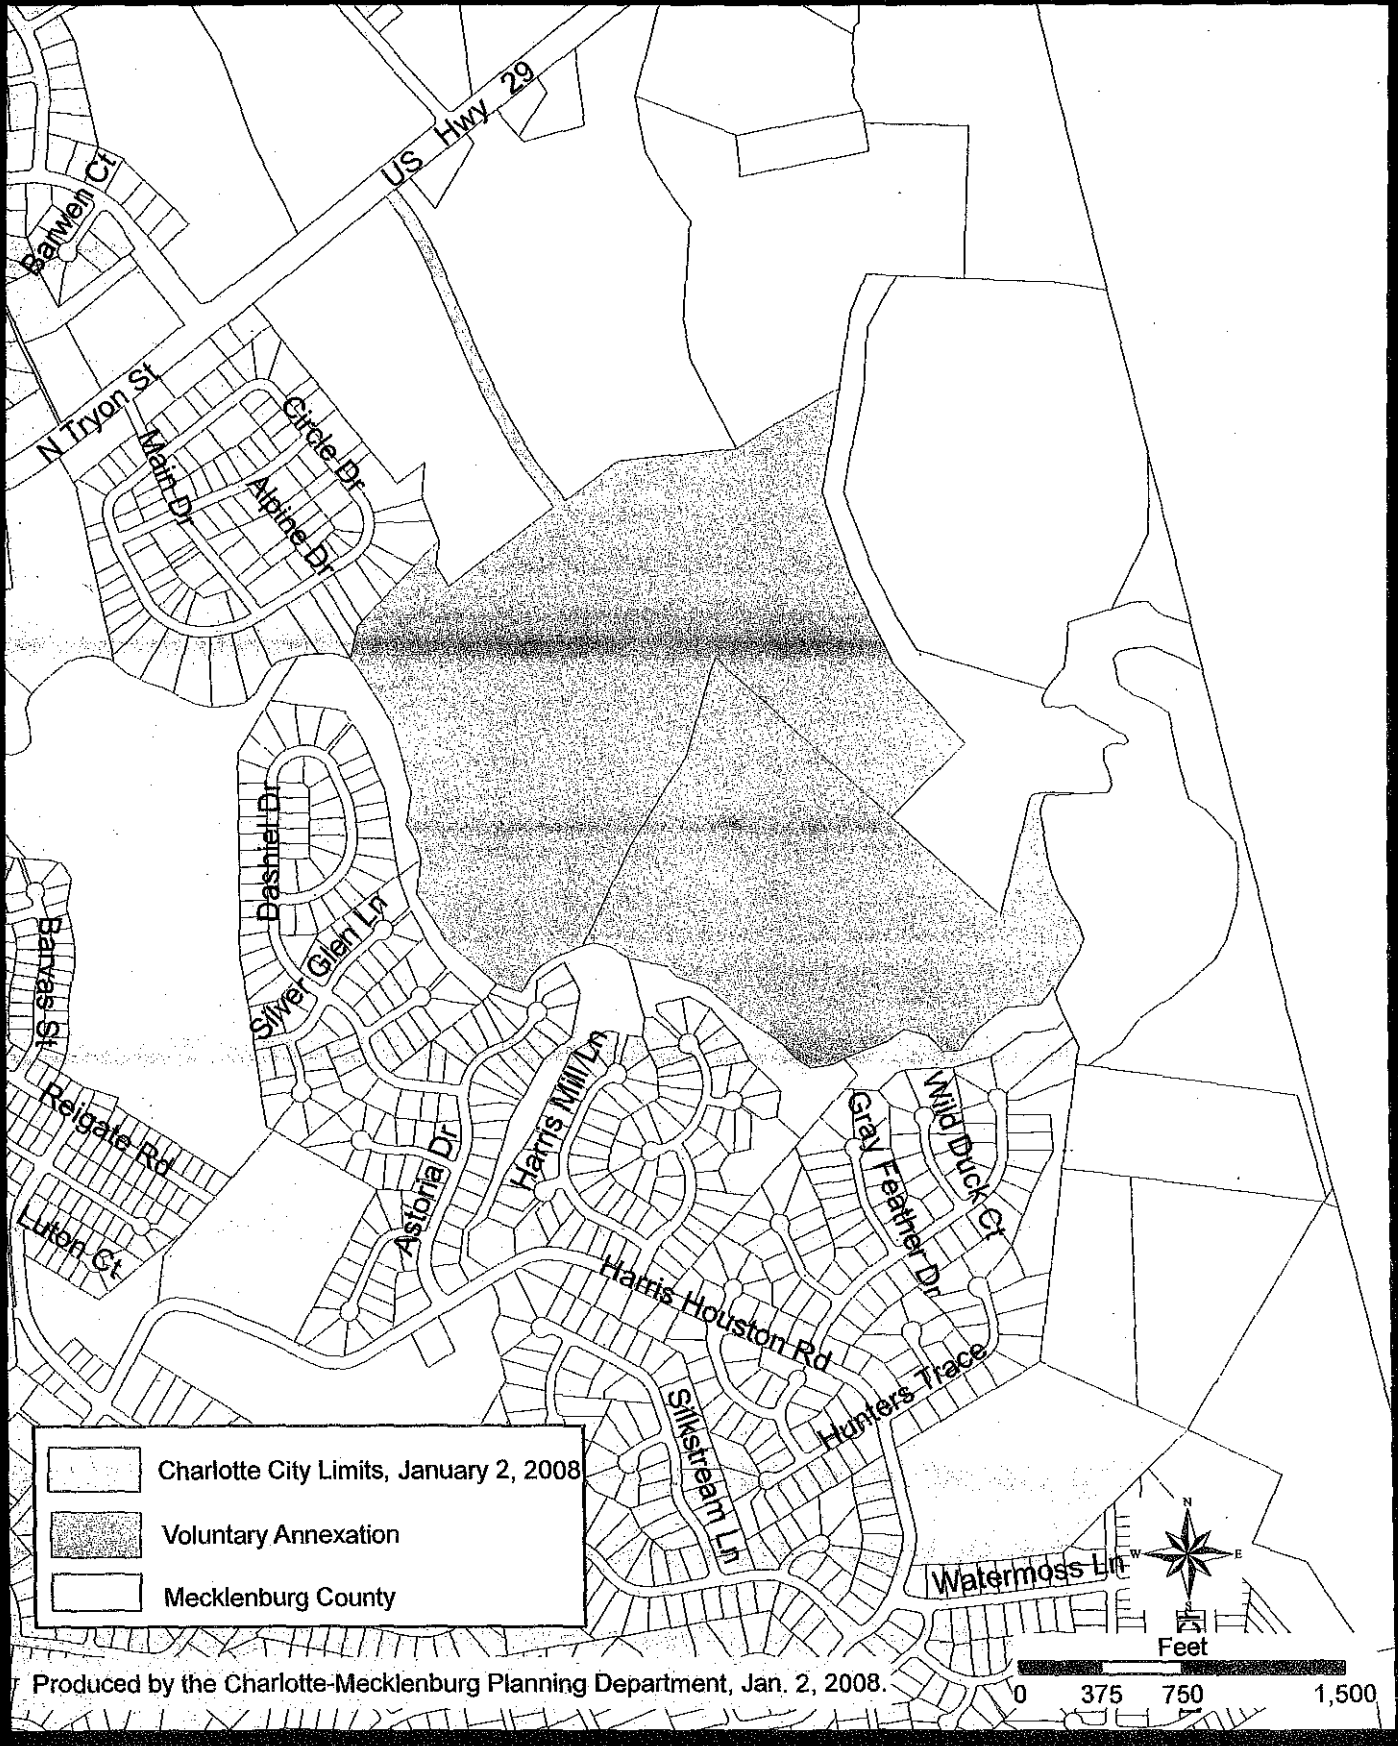 US Hwy 29
Barwen Ct
N Tryon St
Circle Dr
Main Dr
Alpine Dr
Dashiel Dr
Silver Glen Ln
Barvas St
Harris Mill Ln
Reigate Rd
Gray Feather Dr
Wild Duck Ct
Astoria Dr
Luton Ct
Harris Houston Rd
Hunters Trace
Silkstream Ln
Charlotte City Limits, January 2, 2008
Voluntary Annexation
Mecklenburg County
Watermoss Ln
N
W E
S
Feet
0 375 750 1,500
Produced by the Charlotte-Mecklenburg Planning Department, Jan. 2, 2008.